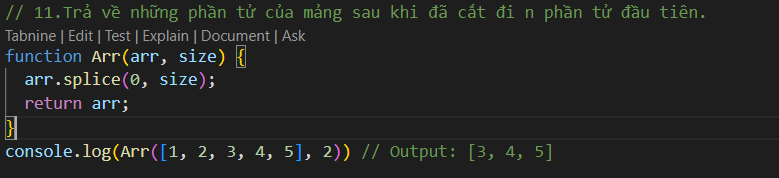 // 11.Trả về những phần tử của mảng sau khi đã cắt đi n phần tử đầu tiên.
Tabnine | Edit | Test | Explain | Document | Ask
function Arr(arr, size) {
  arr.splice(0, size);
  return arr;
}
console.log(Arr([1, 2, 3, 4, 5], 2)) // Output: [3, 4, 5]